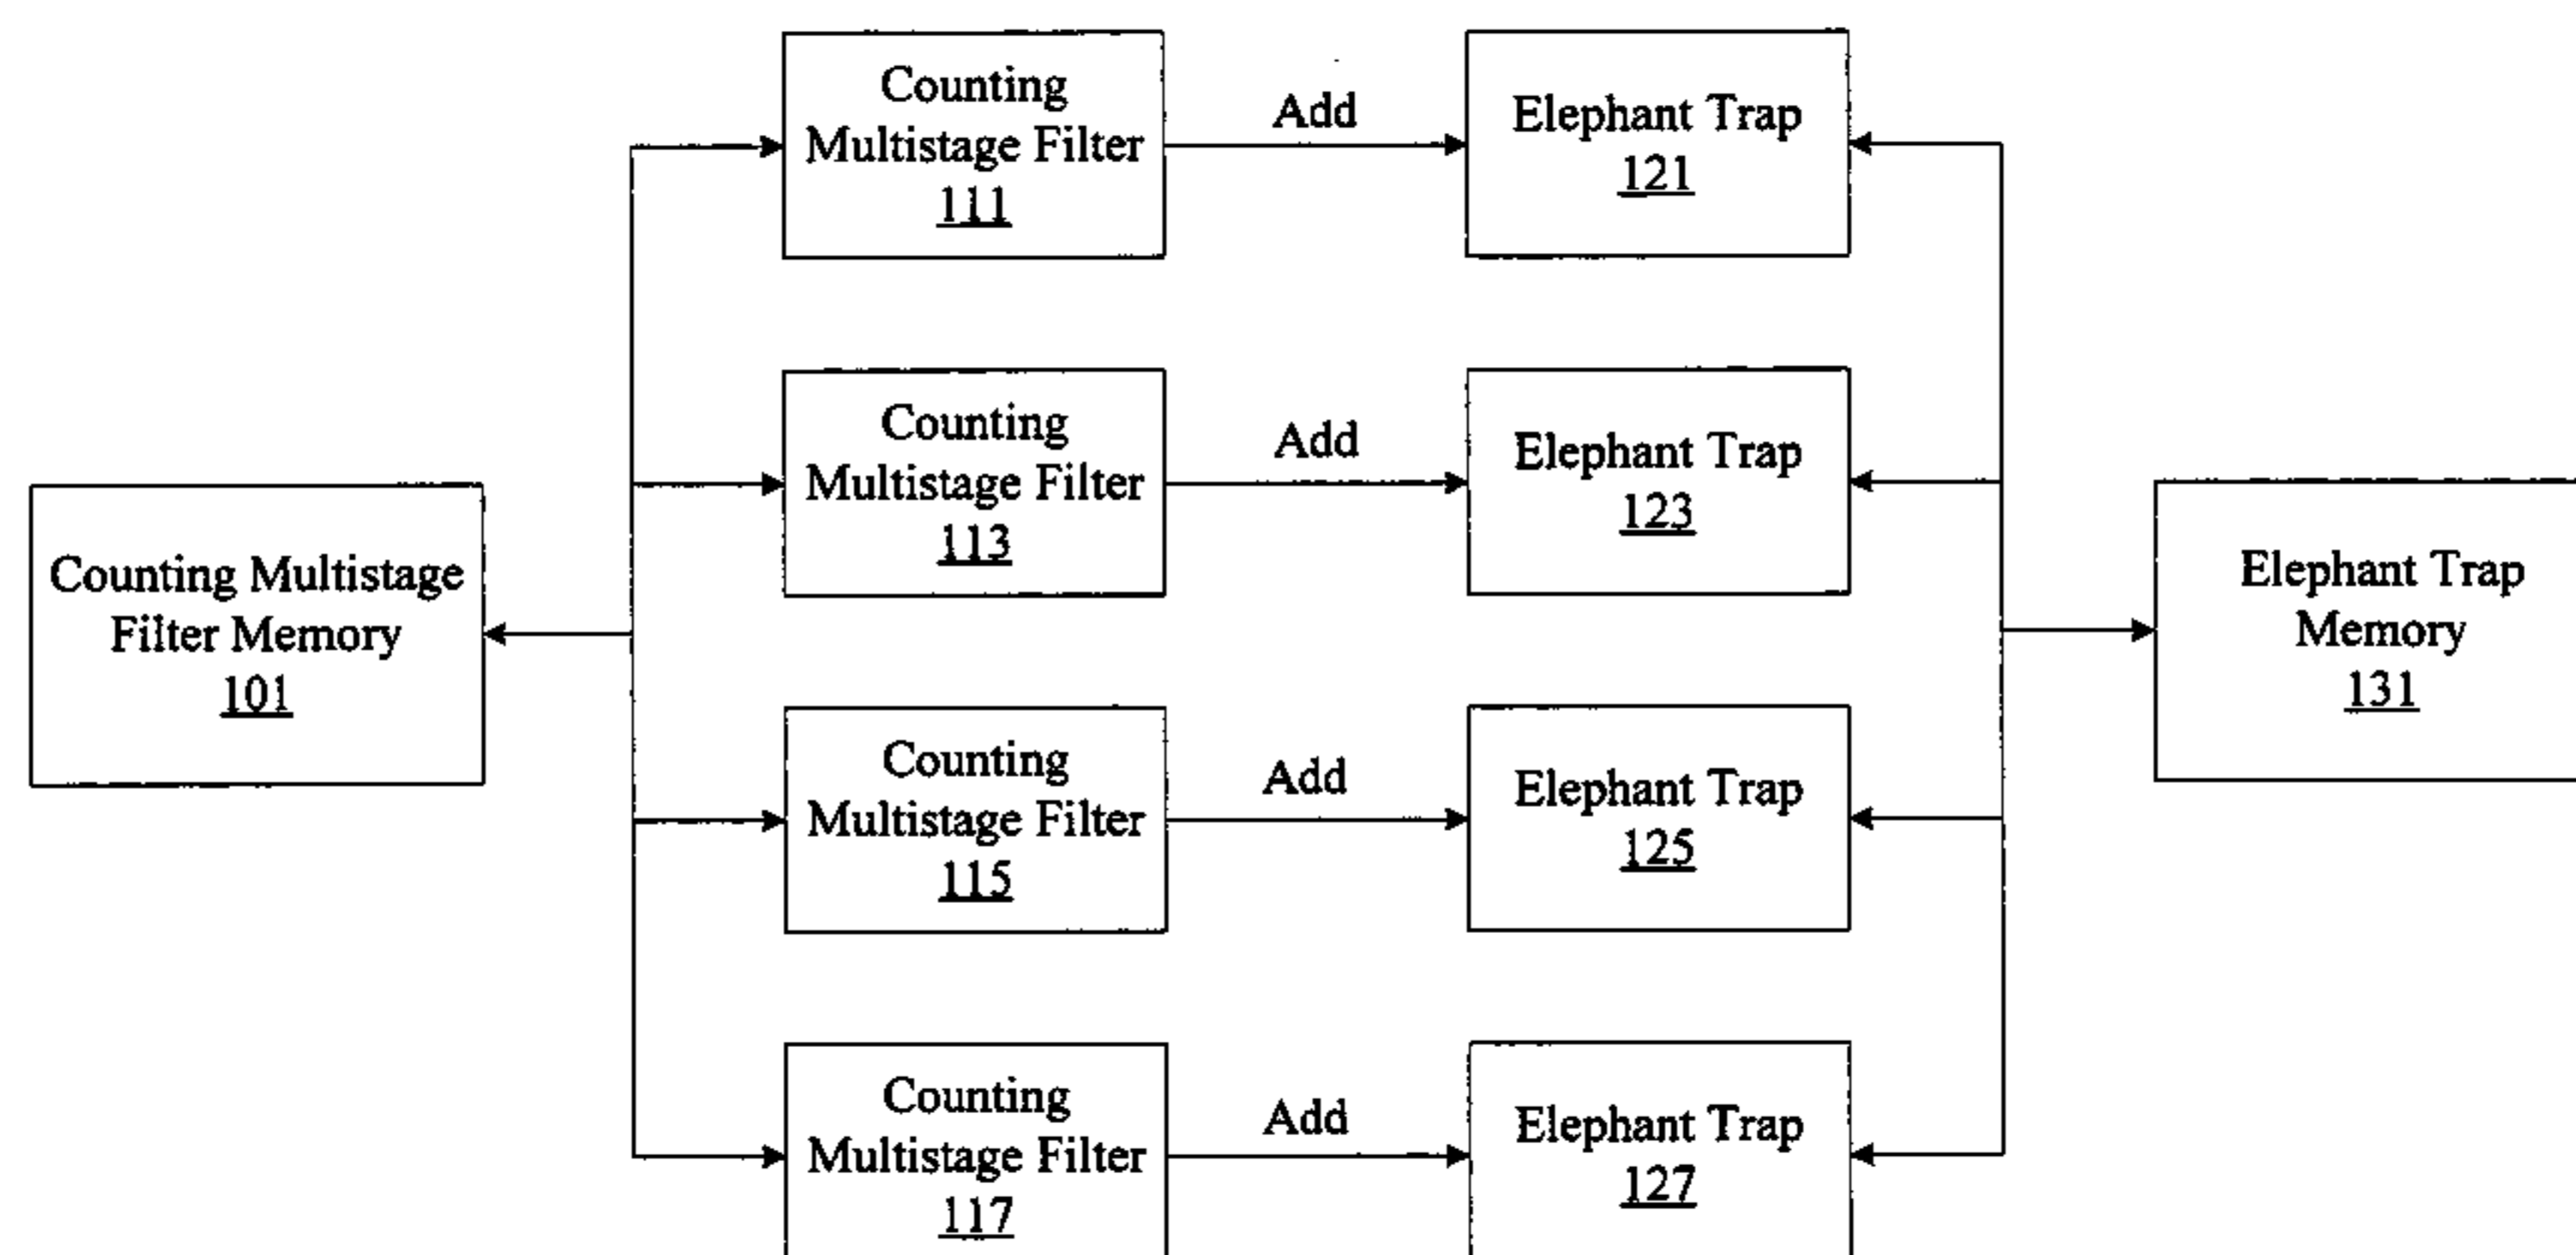 Counting
Multistage Filter
111
Add
Elephant Trap
121
Counting
Multistage Filter
113
Add
Elephant Trap
123
Counting Multistage
Filter Memory
101
Elephant Trap
Memory
131
Counting
Multistage Filter
115
Add
Elephant Trap
125
Counting
Multistage Filter
117
Add
Elephant Trap
127